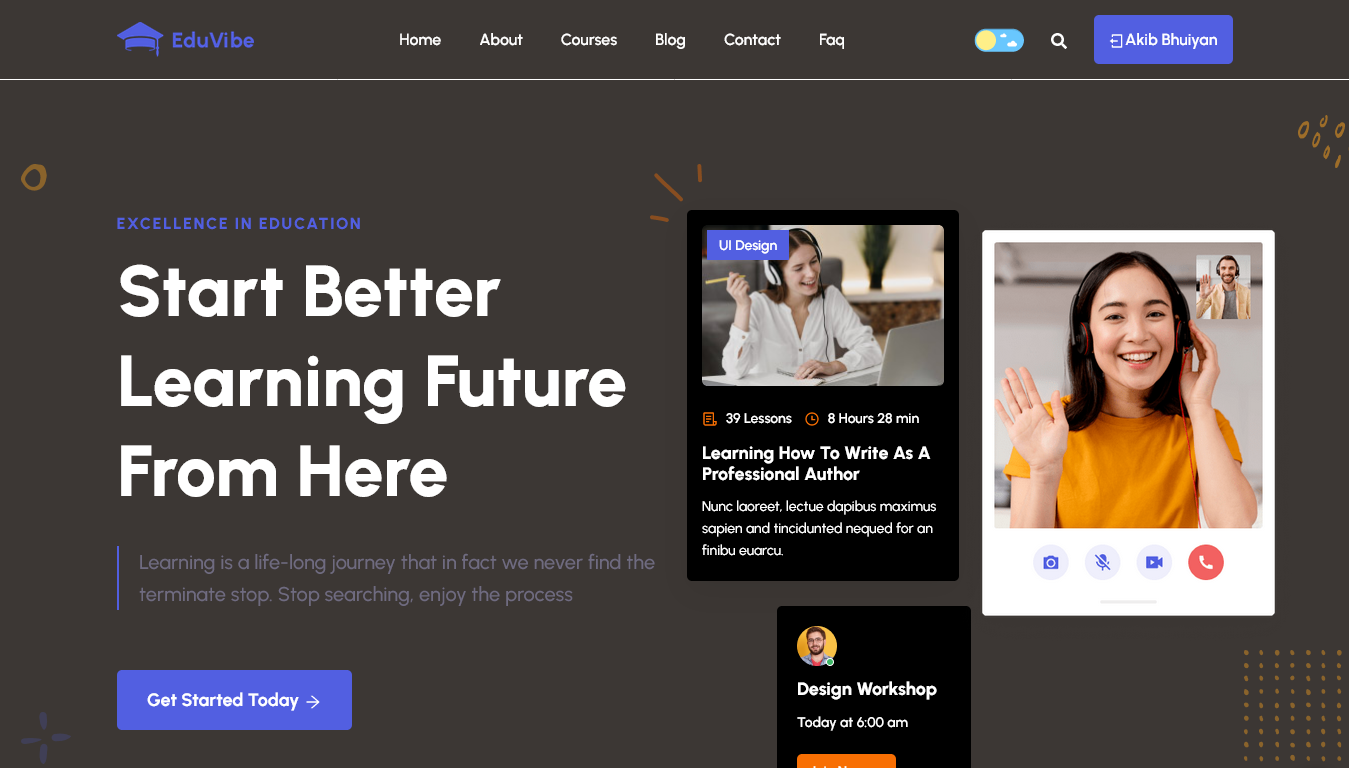 EduVibe
Home
About
Courses
Blog
Contact
Faq
Akib Bhuiyan
EXCELLENCE IN EDUCATION
Start Better
Learning Future
From Here
Learning is a life-long journey that in fact we never find the
terminate stop. Stop searching, enjoy the process
Get Started Today
UI Design
39 Lessons
8 Hours 28 min
Learning How To Write As A
Professional Author
Nunc laoreet, lectue dapibus maximus
sapien and tincidunted nequed for an
finibu euarcu.
Design Workshop
Today at 6:00 am